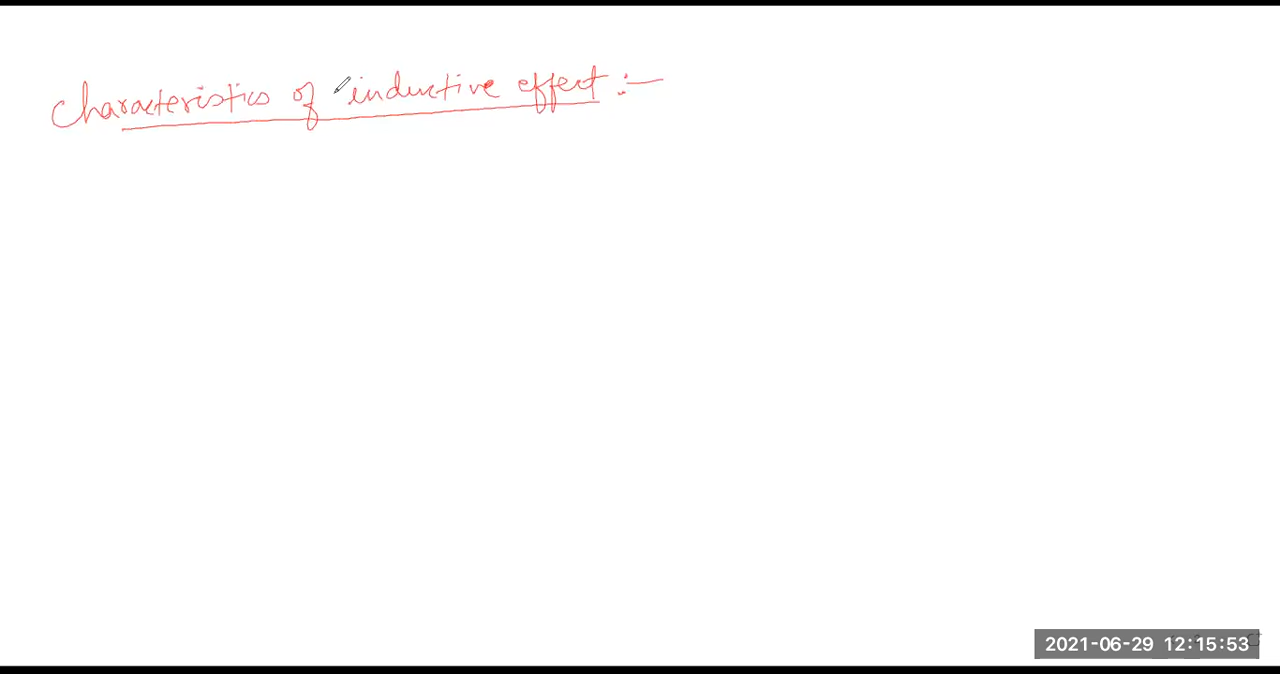 Characteristics of inductive effect :-
2021-06-29 12:15:53